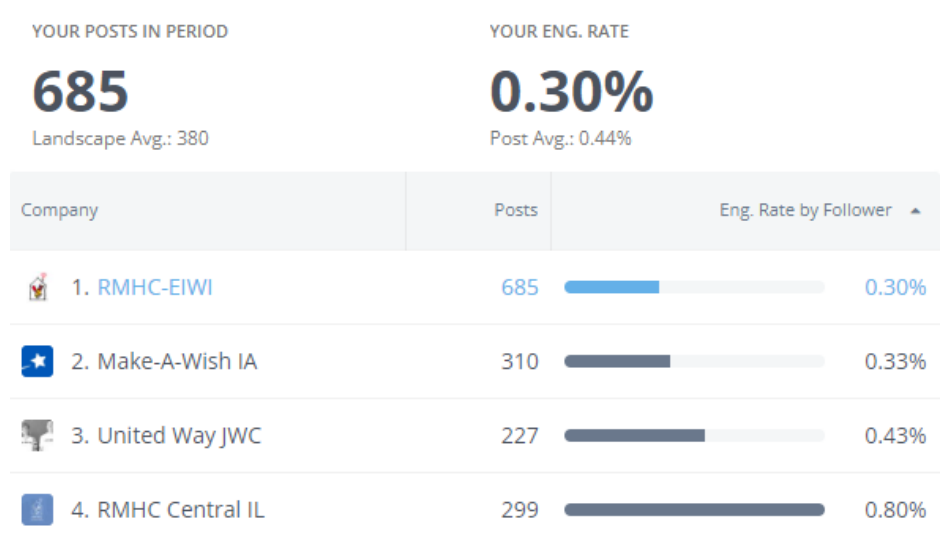 YOUR POSTS IN PERIOD
685
Landscape Avg.: 380
YOUR ENG. RATE
0.30%
Post Avg.: 0.44%
Company Posts Eng. Rate by Follower
1. RMHC-EIWI 685 0.30%
2. Make-A-Wish IA 310 0.33%
3. United Way JWC 227 0.43%
4. RMHC Central IL 299 0.80%